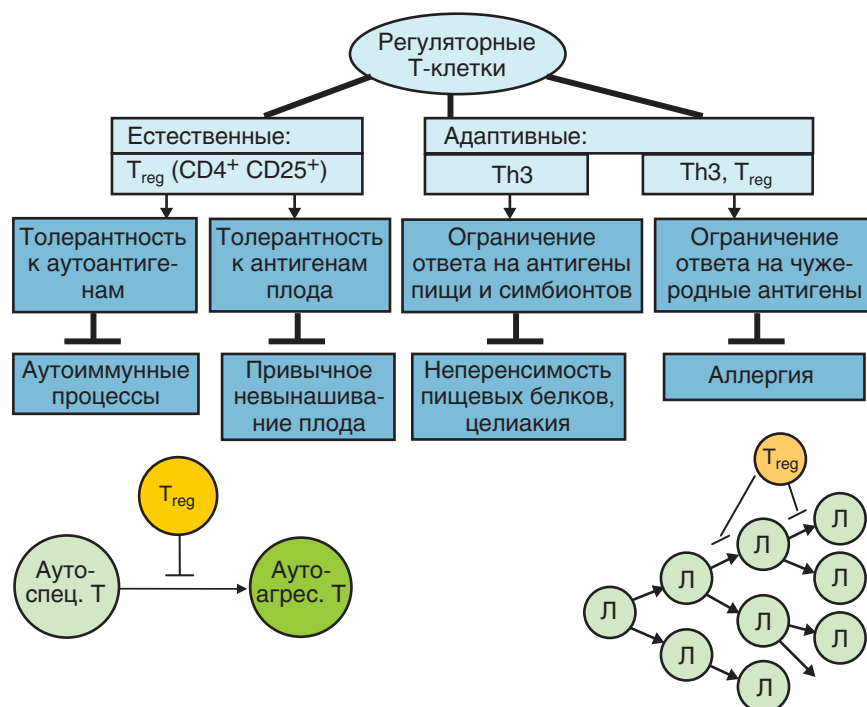 Регуляторные
Т-клетки
Естественные:
Treg (CD4+ CD25+)
Адаптивные:
Th3
Th3, Treg
Толерантность
к аутоантиге-
нам
Толерантность
к антигенам
плода
Ограничение
ответа на антигены
пищи и симбионтов
Ограничение
ответа на чуже-
родные антигены
Аутоиммунные
процессы
Привычное
невынашива-
ние плода
Неперенсимость
пищевых белков,
целиакия
Аллергия
Treg
Ауто-
спец. Т
Ауто-
агрес. Т
Treg
Л
Л
Л
Л
Л
Л
Л
Л
Л